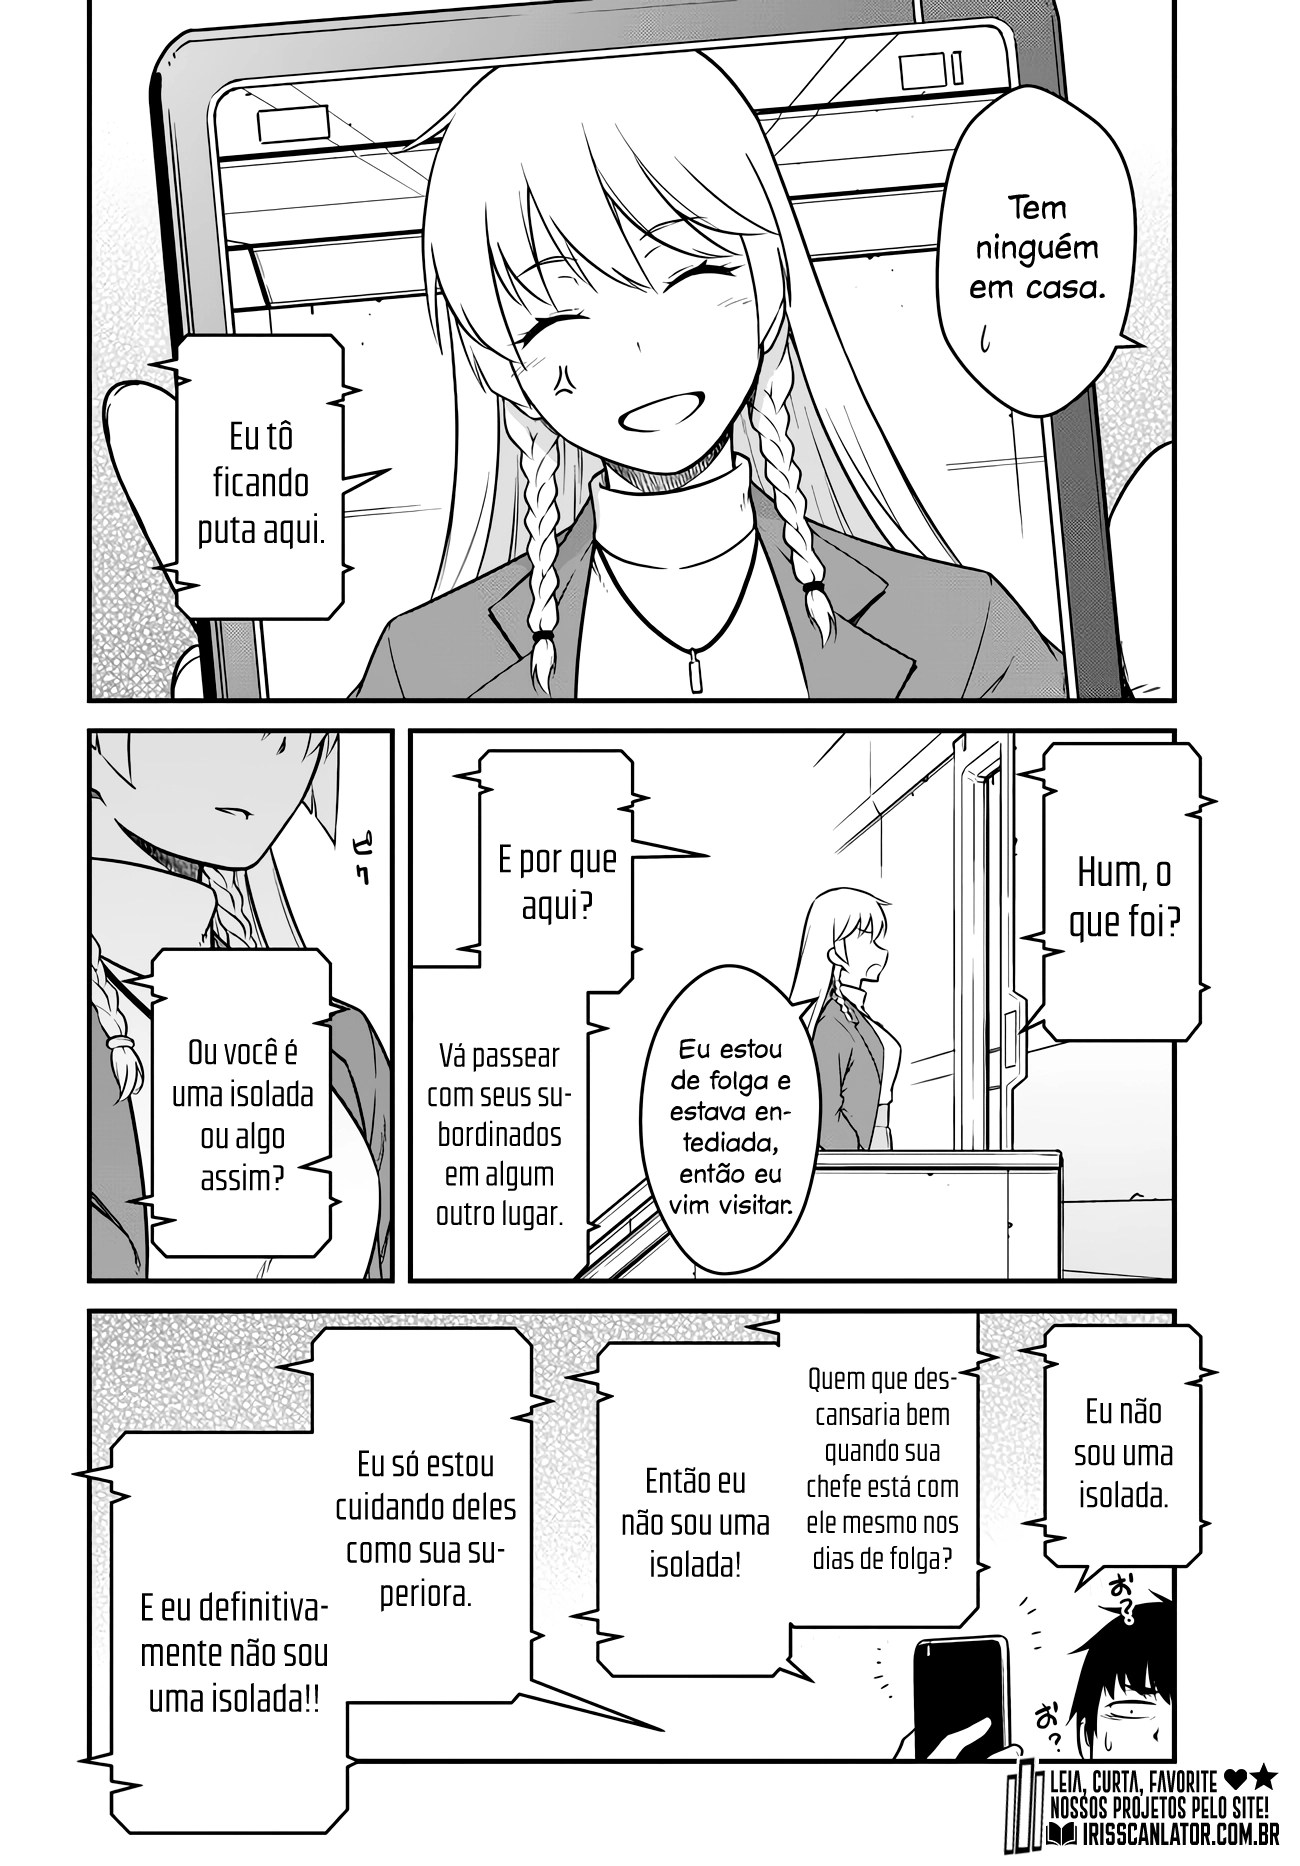 Tem
ninguém
em casa.
Eu tô
ficando
puta aqui.
Hum, o
que foi?
E por que
aqui?
Eu estou
de folga e
estava en-
tediada,
então eu
vim visitar.
Vá passear
com seus su-
bordinados
em algum
outro lugar.
ピク
Ou você é
uma isolada
ou algo
assim?
Eu não
sou uma
isolada.
お?
お?
Quem que des-
cansaria bem
quando sua
chefe está com
ele mesmo nos
dias de folga?
Então eu
não sou uma
isolada!
Eu só estou
cuidando deles
como sua su-
periora.
E eu definitiva-
mente não sou
uma isolada!!
LEIA, CURTA, FAVORITE
NOSSOS PROJETOS PELO SITE!
IRISSCANLATOR.COM.BR